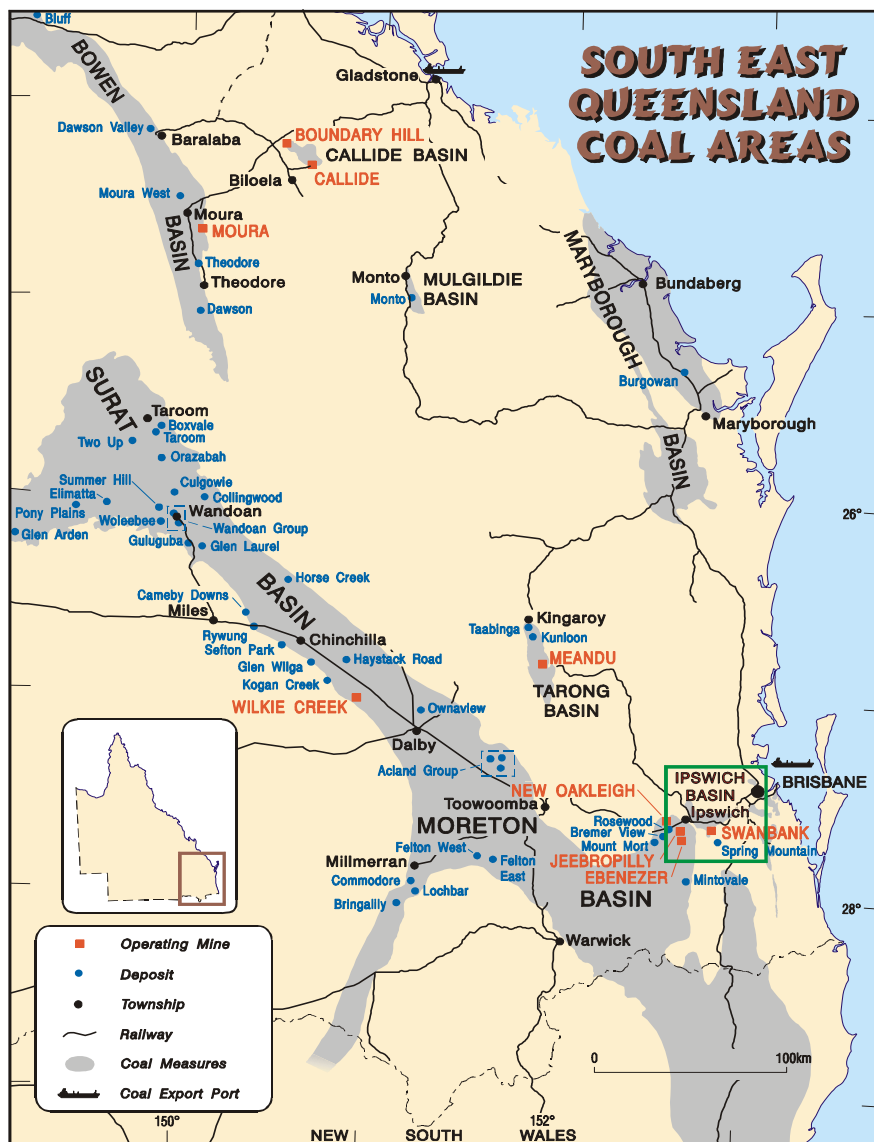 Bluff
SOUTH EAST
QUEENSLAND
COAL AREAS
BOWEN
BASIN
Gladstone
Dawson Valley
Baralaba
BOUNDARY HILL
CALLIDE BASIN
Biloela
CALLIDE
Moura West
Moura
MOURA
Theodore
Theodore
Dawson
Monto
MULGILDIE
BASIN
Monto
MARYBOROUGH
BASIN
Bundaberg
Burgowan
Maryborough
SURAT
BASIN
Taroom
Boxvale
Taroom
Two Up
Orazabah
Summer Hill
Culgowie
Elimatta
Collingwood
Pony Plains
Wandoan
Woleebee
Wandoan Group
Glen Arden
Guluguba
Glen Laurel
26°
Horse Creek
Cameby Downs
Miles
Rywung
Chinchilla
Sefton Park
Glen Wilga
Haystack Road
Kogan Creek
WILKIE CREEK
Kingaroy
Taabinga
Kunloon
MEANDU
TARONG
BASIN
Ownaview
Dalby
Acland Group
IPSWICH
BASIN
BRISBANE
NEW OAKLEIGH
Ipswich
Toowoomba
Rosewood
MORETON
BASIN
Bremer View
SWANBANK
Mount Mort
Spring Mountain
JEEBROPILLY
EBENEZER
Felton West
Felton
East
Millmerran
Commodore
Lochbar
Bringailly
Mintovale
28°
Warwick
Operating Mine
Deposit
Township
Railway
Coal Measures
Coal Export Port
0
100km
150°
152°
NEW SOUTH WALES